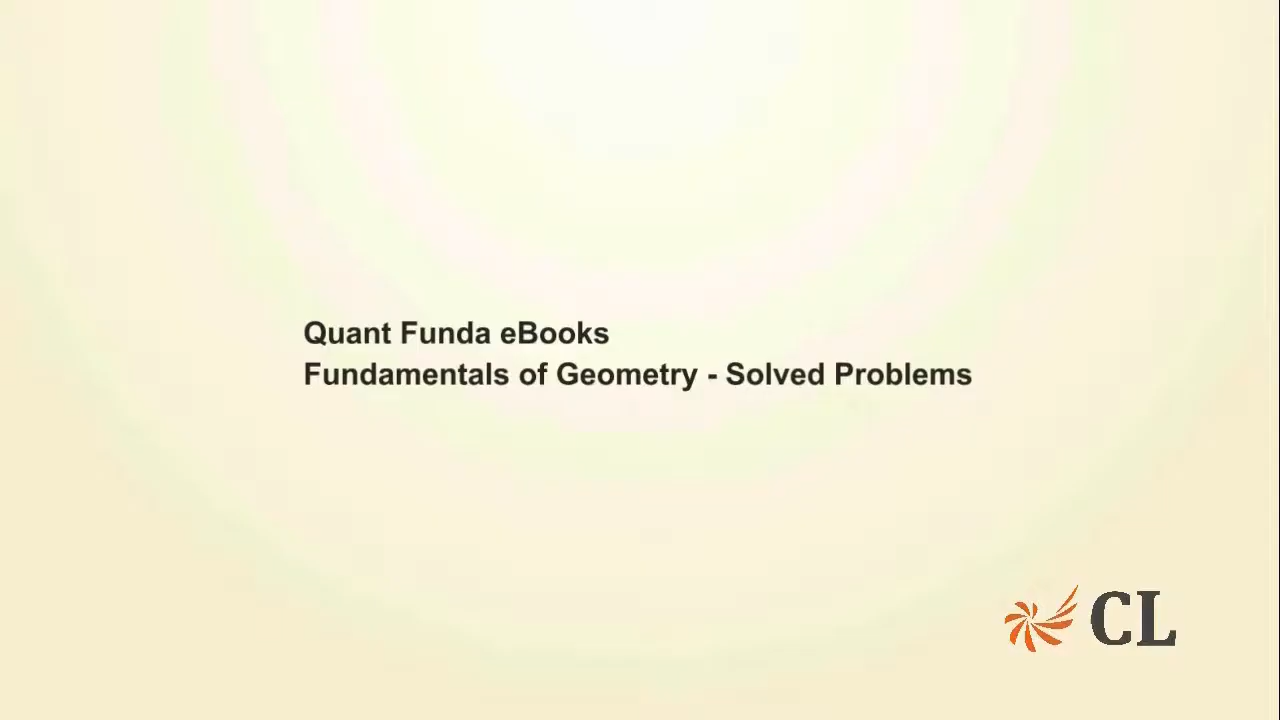 Quant Funda eBooks
Fundamentals of Geometry - Solved Problems
CL